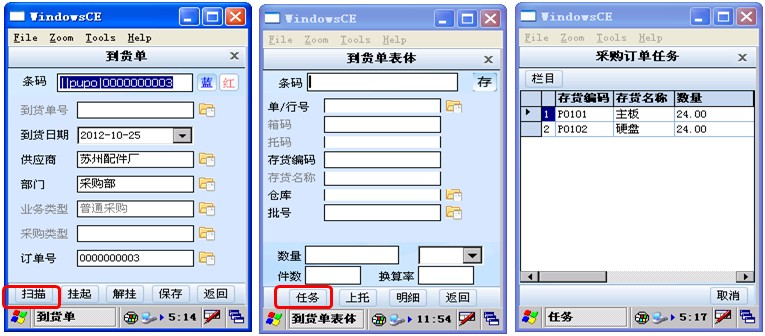 WindowsCE
File Zoom Tools Help
到货单
条码 ||pupo|0000000003 蓝 红
到货单号
到货日期 2012-10-25
供应商 苏州配件厂
部门 采购部
业务类型 普通采购
采购类型
订单号 0000000003
扫描 挂起 解挂 保存 返回
到货单 5:14
WindowsCE
File Zoom Tools Help
到货单表体
条码 存
单/行号
箱码
托码
存货编码
存货名称
仓库
批号
数量
件数 换算率
任务 上托 明细 返回
到货单表体 11:54
WindowsCE
File Zoom Tools Help
采购订单任务
栏目
存货编码 存货名称 数量
1 P0101 主板 24.00
2 P0102 硬盘 24.00
取消
任务 5:17